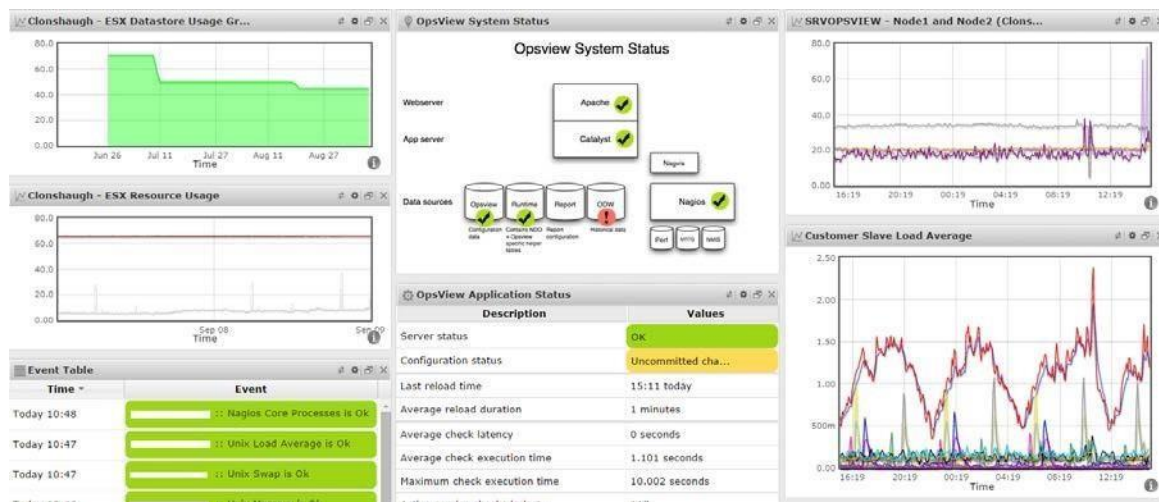 Clonshaugh - ESX Datastore Usage Gr...
80.0
60.0
40.0
20.0
0.00
Jun 26 Jul 11 Jul 27 Aug 11 Aug 27
Time
Clonshaugh - ESX Resource Usage
80.0
60.0
40.0
20.0
0.00
Sep 08 Sep 09
Time
Event Table
Time Event
Today 10:48 :: Nagios Core Processes is Ok
Today 10:47 :: Unix Load Average is Ok
Today 10:47 :: Unix Swap is Ok
OpsView System Status
Opsview System Status
Webserver
Apache
App server
Catalyst
Nagvis
Data sources
Opsview Runtime Report ODW
Nagios
Configuration data
Contains NDO + Opsview specific helper tables
Report configuration
Historical data
Perf MRTG NMIS
OpsView Application Status
Description Values
Server status OK
Configuration status Uncommitted cha...
Last reload time 15:11 today
Average reload duration 1 minutes
Average check latency 0 seconds
Average check execution time 1.101 seconds
Maximum check execution time 10.002 seconds
SRVOPSVIEW - Node1 and Node2 (Clons...
80.0
60.0
40.0
20.0
0.00
16:19 20:19 00:19 04:19 08:19 12:19
Time
Customer Slave Load Average
2.50
2.00
1.50
1.00
500m
0.00
16:19 20:19 00:19 04:19 08:19 12:19
Time